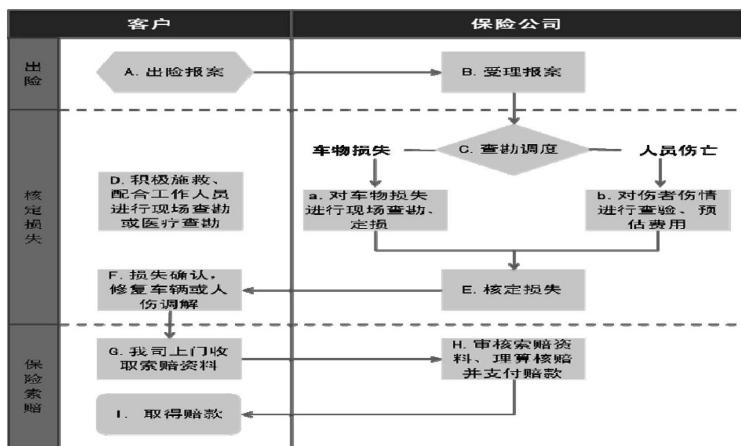 客户
保险公司
出险
A. 出险报案
B. 受理报案
核定损失
C. 查勘调度
车物损失
人员伤亡
D. 积极施救、
配合工作人员
进行现场查勘
或医疗查勘
a. 对车物损失
进行现场查勘、
定损
b. 对伤者伤情
进行查验、预
估费用
E. 核定损失
F. 损失确认，
修复车辆或人
伤调解
保险索赔
G. 我司上门收
取索赔资料
H. 审核索赔资
料、理算核赔
并支付赔款
I. 取得赔款